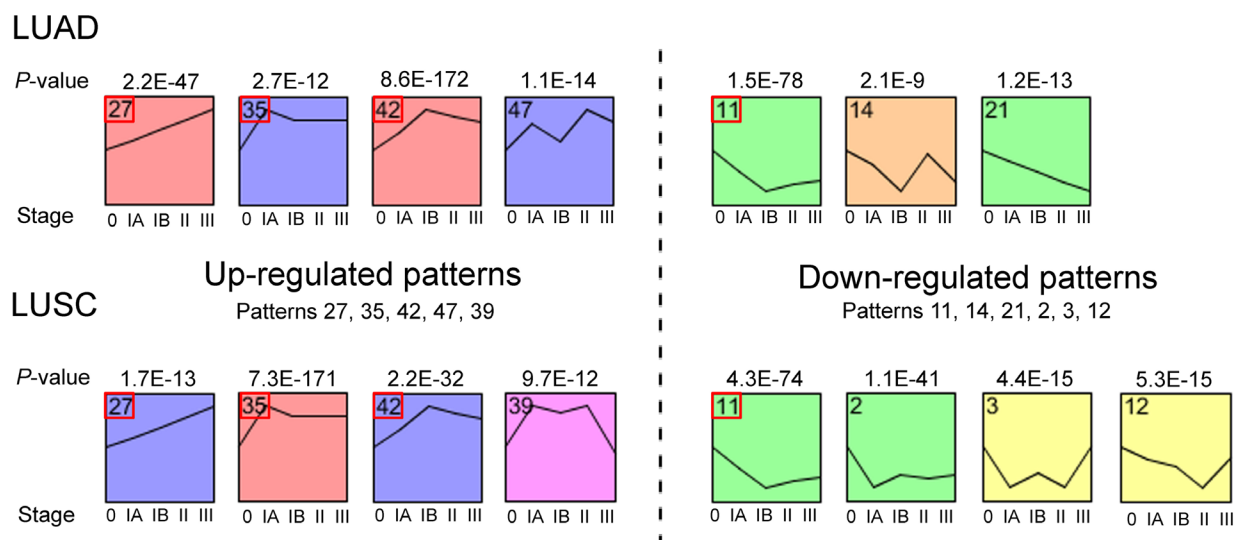 LUAD
P-value 2.2E-47 2.7E-12 8.6E-172 1.1E-14 1.5E-78 2.1E-9 1.2E-13
27 35 42 47 11 14 21
Stage 0 IA IB II III 0 IA IB II III 0 IA IB II III 0 IA IB II III 0 IA IB II III 0 IA IB II III 0 IA IB II III
Up-regulated patterns Down-regulated patterns
LUSC Patterns 27, 35, 42, 47, 39 Patterns 11, 14, 21, 2, 3, 12
P-value 1.7E-13 7.3E-171 2.2E-32 9.7E-12 4.3E-74 1.1E-41 4.4E-15 5.3E-15
27 35 42 39 11 2 3 12
Stage 0 IA IB II III 0 IA IB II III 0 IA IB II III 0 IA IB II III 0 IA IB II III 0 IA IB II III 0 IA IB II III 0 IA IB II III